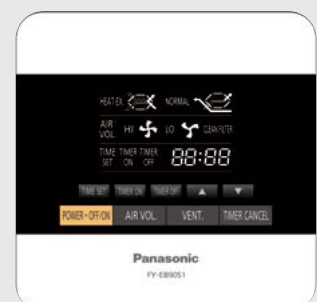 HEAT EX. NORMAL
AIR VOL. HI LO CLEAN FILTER
TIME SET TIMER ON TIMER OFF 88:88
TIME SET TIMER ON TIMER OFF
POWER-OFF/ON AIR VOL. VENT. TIMER CANCEL
Panasonic
FY-EB9051